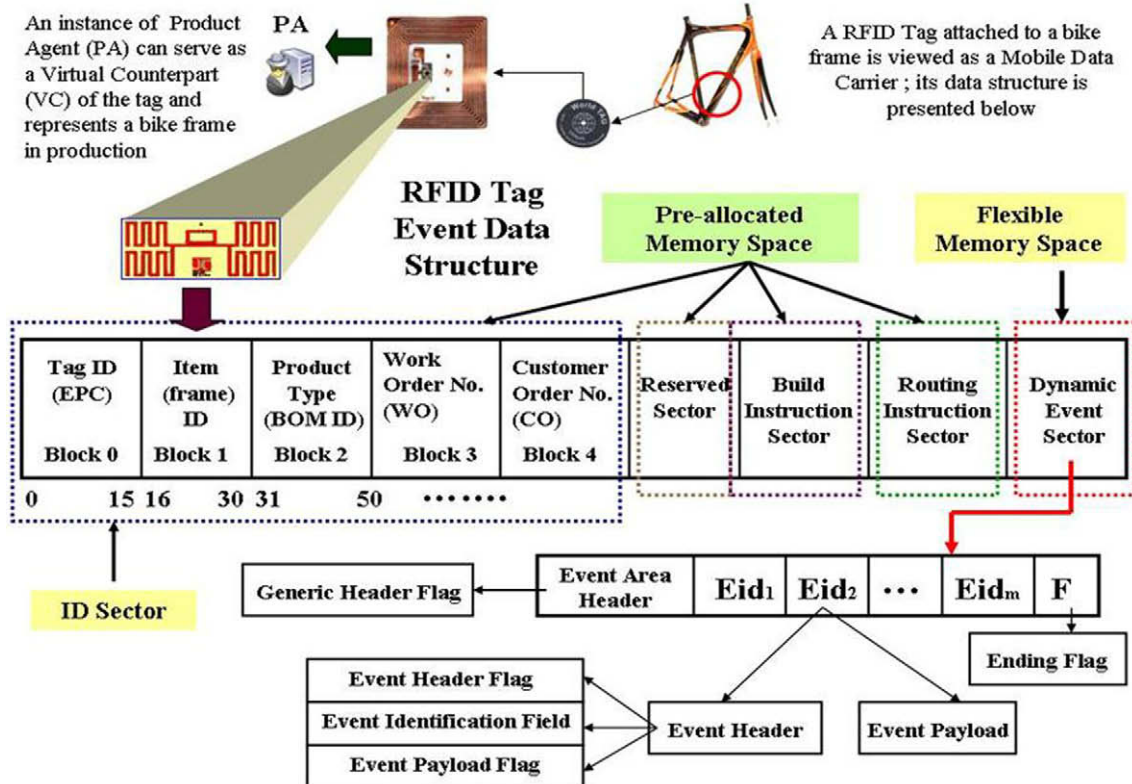 An instance of Product
Agent (PA) can serve as
a Virtual Counterpart
(VC) of the tag and
represents a bike frame
in production
PA
World TAG
A RFID Tag attached to a bike
frame is viewed as a Mobile Data
Carrier ; its data structure is
presented below
RFID Tag
Event Data
Structure
Pre-allocated
Memory Space
Flexible
Memory Space
Tag ID
(EPC)
Block 0
Item
(frame)
ID
Block 1
Product
Type
(BOM ID)
Block 2
Work
Order No.
(WO)
Block 3
Customer
Order No.
(CO)
Block 4
Reserved
Sector
Build
Instruction
Sector
Routing
Instruction
Sector
Dynamic
Event
Sector
0 15 16 30 31 50 ........
ID Sector
Generic Header Flag
Event Area
Header
Eid1
Eid2
...
Eidm
F
Ending Flag
Event Header Flag
Event Identification Field
Event Payload Flag
Event Header
Event Payload